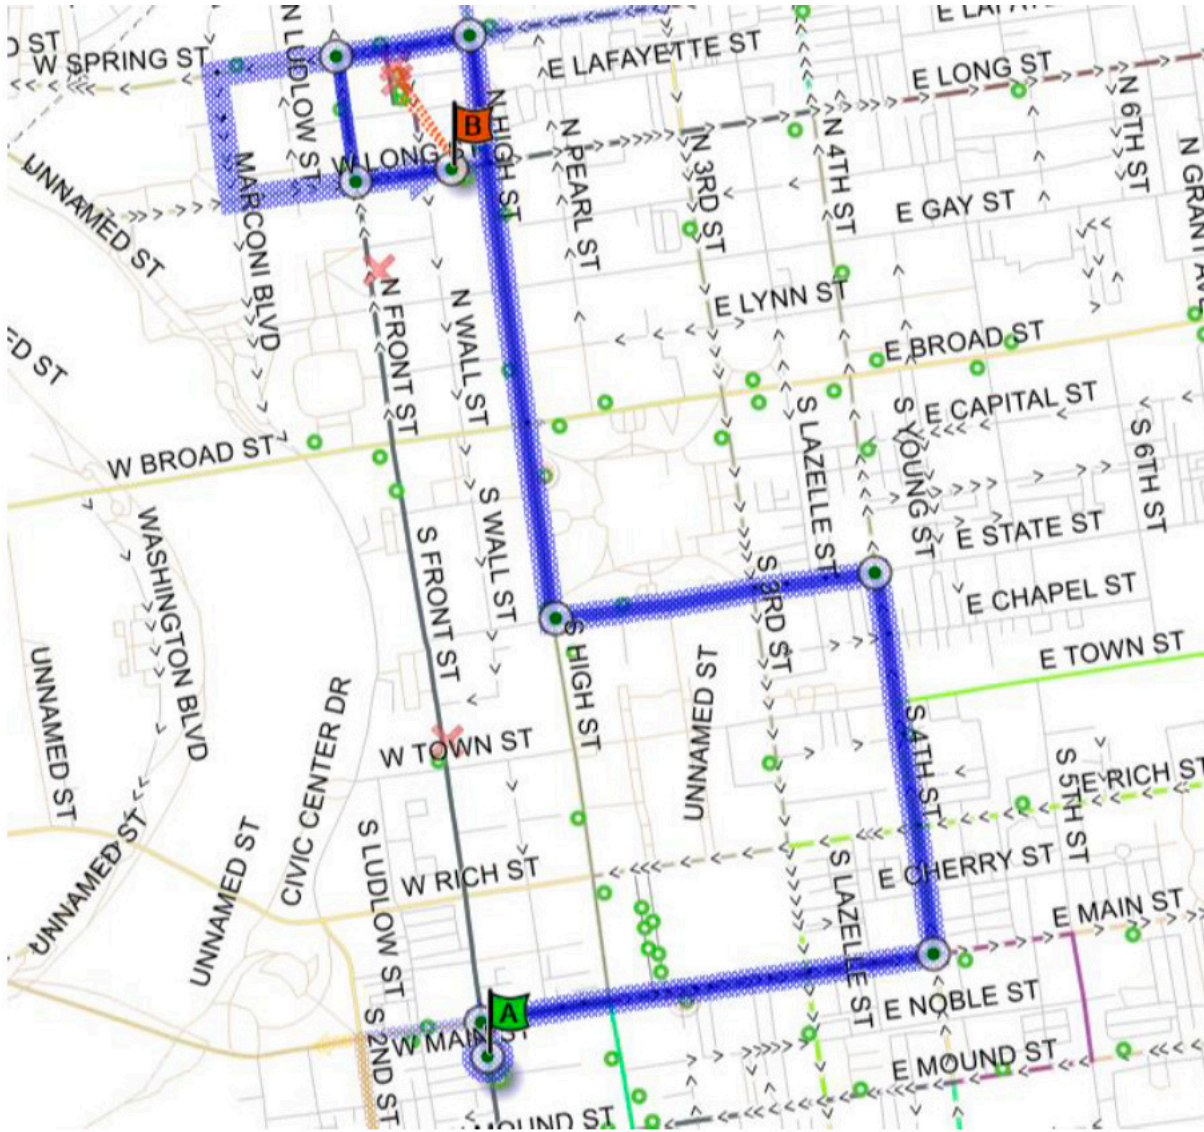 E LAFAY
N LUDLOW ST
D ST
W SPRING ST
E LAFAYETTE ST
E LONG ST
N 6TH ST
B
N HIGH ST
N PEARL ST
N 3RD ST
N 4TH ST
N GRANT AV
W LONG
UNNAMED ST
MARCONI BLVD
E GAY ST
E LYNN ST
N FRONT ST
N WALL ST
ED ST
E BROAD ST
E CAPITAL ST
S LAZELLE ST
S YOUNG ST
S 6TH ST
W BROAD ST
WASHINGTON BLVD
S WALL ST
S FRONT ST
E STATE ST
S 3RD ST
E CHAPEL ST
S HIGH ST
UNNAMED ST
UNNAMED ST
E TOWN ST
CIVIC CENTER DR
W TOWN ST
S 4TH ST
S 5TH ST
E RICH ST
UNNAMED ST
UNNAMED ST
S LUDLOW ST
W RICH ST
S LAZELLE ST
E CHERRY ST
E MAIN ST
A
E NOBLE ST
S 2ND ST
W MAIN ST
E MOUND ST
MOUND ST